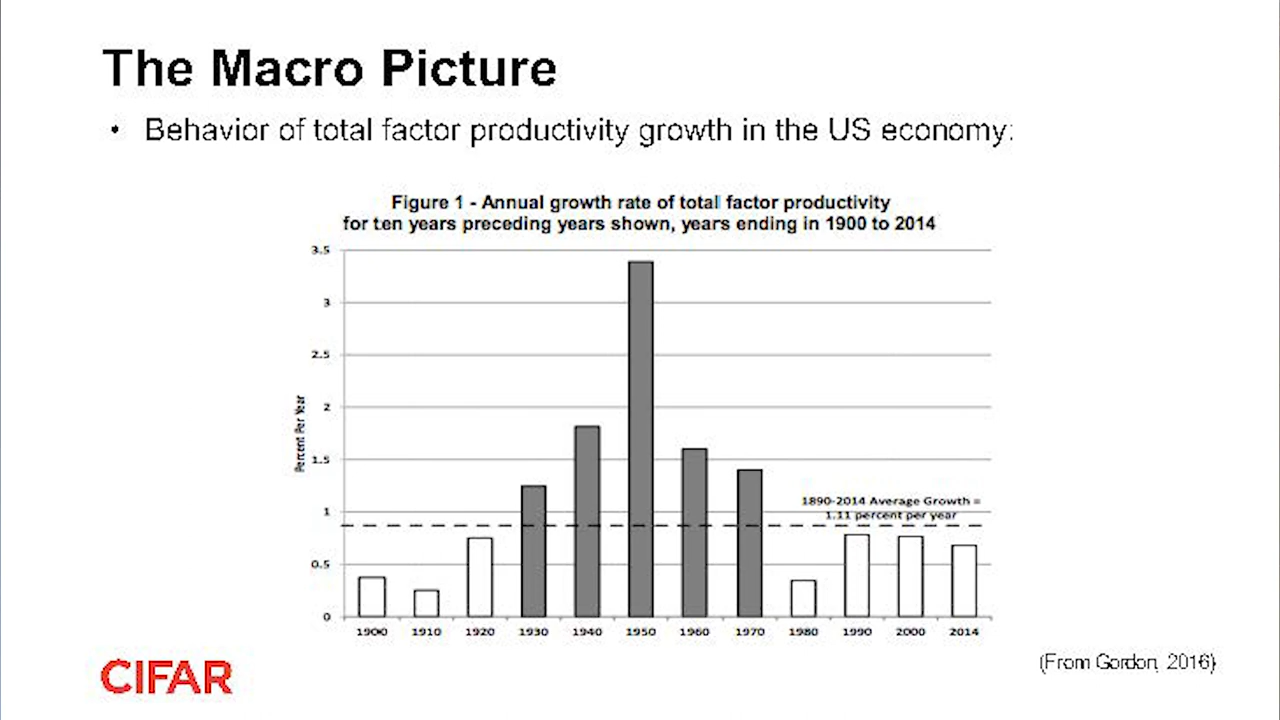 The Macro Picture
• Behavior of total factor productivity growth in the US economy:
Figure 1 - Annual growth rate of total factor productivity
for ten years preceding years shown, years ending in 1900 to 2014
3.5
3
2.5
2
1.5
1
0.5
0
Percent Per Year
1890-2014 Average Growth =
1.11 percent per year
1900 1910 1920 1930 1940 1950 1960 1970 1980 1990 2000 2014
CIFAR
(From Gordon, 2016)